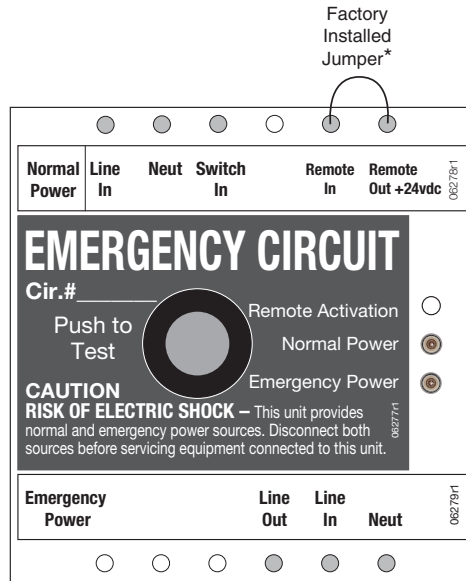 Factory
Installed
Jumper*
Normal Power
Line In
Neut
Switch In
Remote In
Remote Out +24vdc
06278r1
EMERGENCY CIRCUIT
Cir.#______
Push to Test
Remote Activation
Normal Power
Emergency Power
CAUTION
RISK OF ELECTRIC SHOCK – This unit provides
normal and emergency power sources. Disconnect both
sources before servicing equipment connected to this unit.
06277r1
Emergency Power
Line Out
Line In
Neut
06279r1